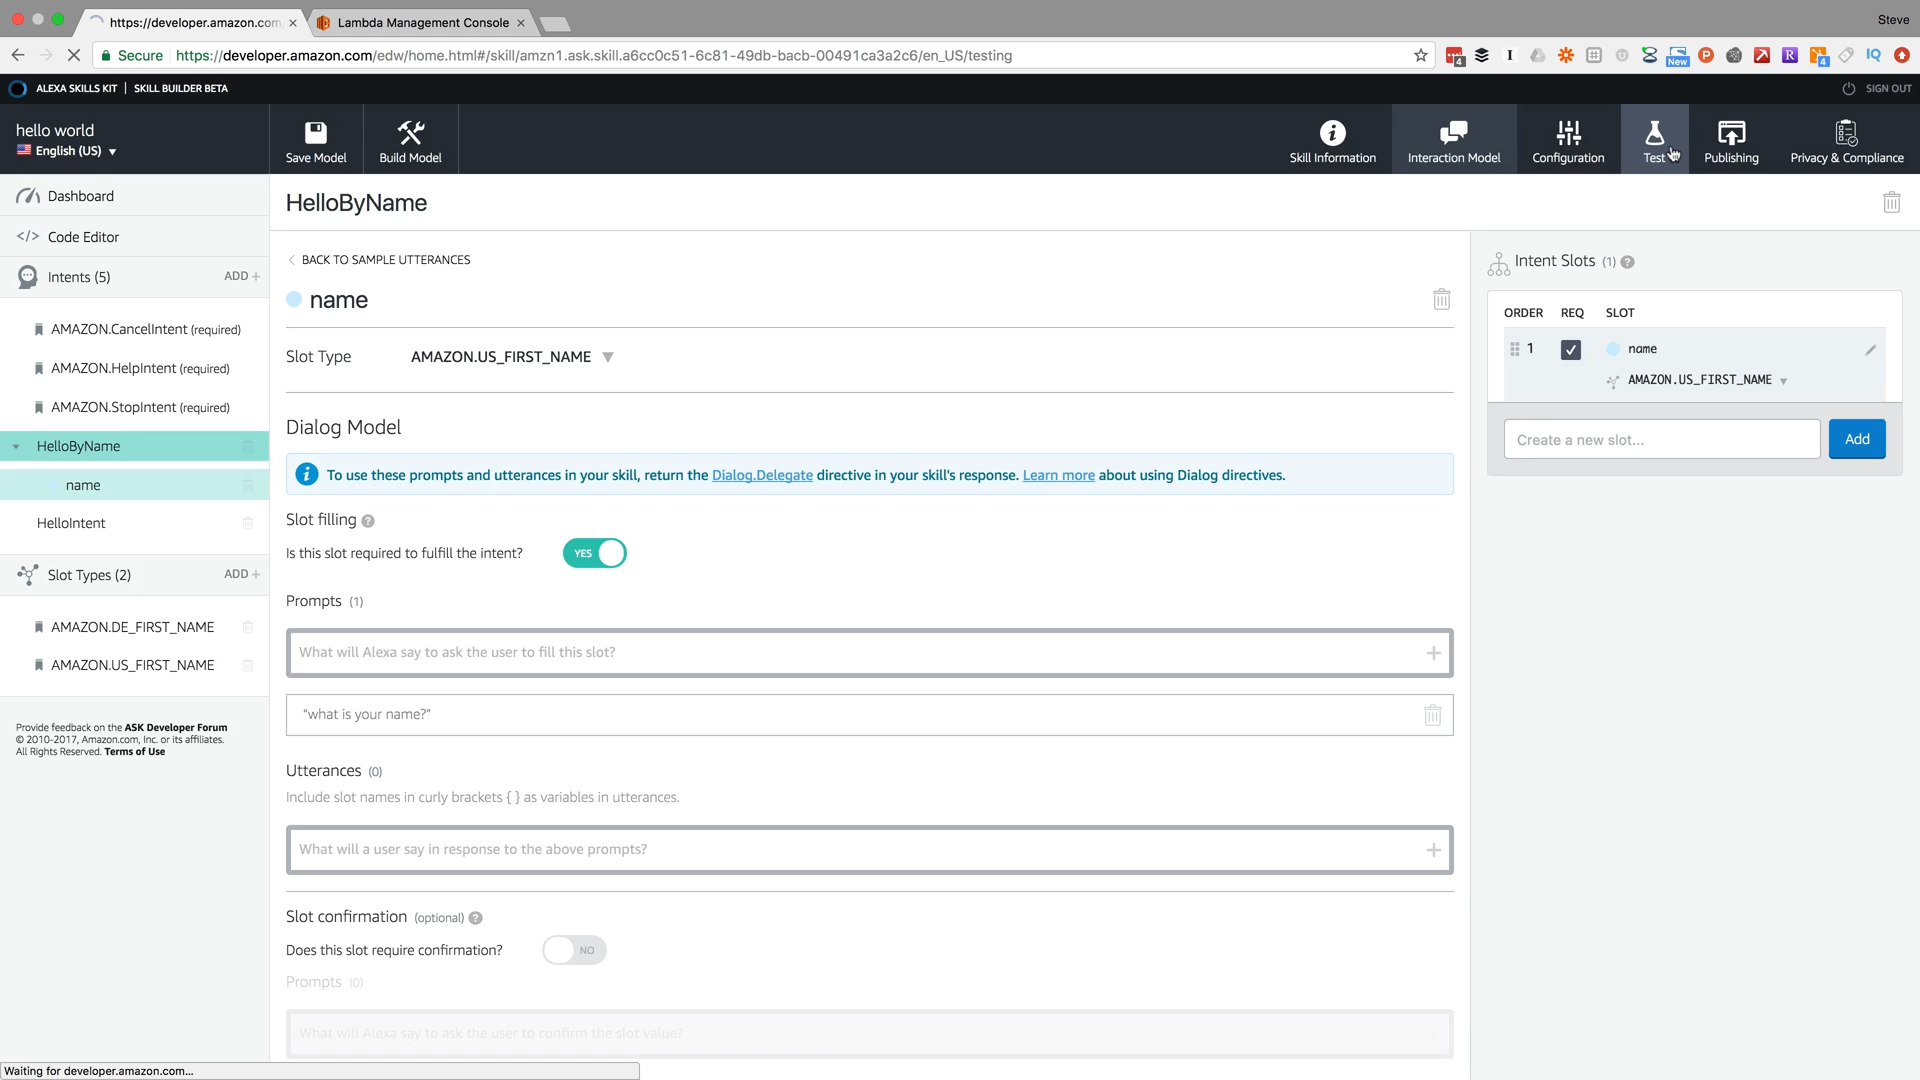 https://developer.amazon.com
Lambda Management Console
Steve
Secure
https://developer.amazon.com/edw/home.html#/skill/amzn1.ask.skill.a6cc0c51-6c81-49db-bacb-00491ca3a2c6/en_US/testing
ALEXA SKILLS KIT | SKILL BUILDER BETA
SIGN OUT
hello world
English (US)
Save Model
Build Model
Skill Information
Interaction Model
Configuration
Test
Publishing
Privacy & Compliance
Dashboard
Code Editor
Intents (5)
ADD +
AMAZON.CancelIntent (required)
AMAZON.HelpIntent (required)
AMAZON.StopIntent (required)
HelloByName
name
HelloIntent
Slot Types (2)
ADD +
AMAZON.DE_FIRST_NAME
AMAZON.US_FIRST_NAME
Provide feedback on the ASK Developer Forum
© 2010-2017, Amazon.com, Inc. or its affiliates.
All Rights Reserved. Terms of Use
HelloByName
BACK TO SAMPLE UTTERANCES
name
Slot Type
AMAZON.US_FIRST_NAME
Dialog Model
To use these prompts and utterances in your skill, return the Dialog.Delegate directive in your skill's response. Learn more about using Dialog directives.
Slot filling
Is this slot required to fulfill the intent?
YES
Prompts (1)
What will Alexa say to ask the user to fill this slot?
"what is your name?"
Utterances (0)
Include slot names in curly brackets { } as variables in utterances.
What will a user say in response to the above prompts?
Slot confirmation (optional)
Does this slot require confirmation?
NO
Prompts (0)
What will Alexa say to ask the user to confirm the slot value?
Intent Slots (1)
ORDER
REQ
SLOT
1
name
AMAZON.US_FIRST_NAME
Create a new slot...
Add
Waiting for developer.amazon.com...